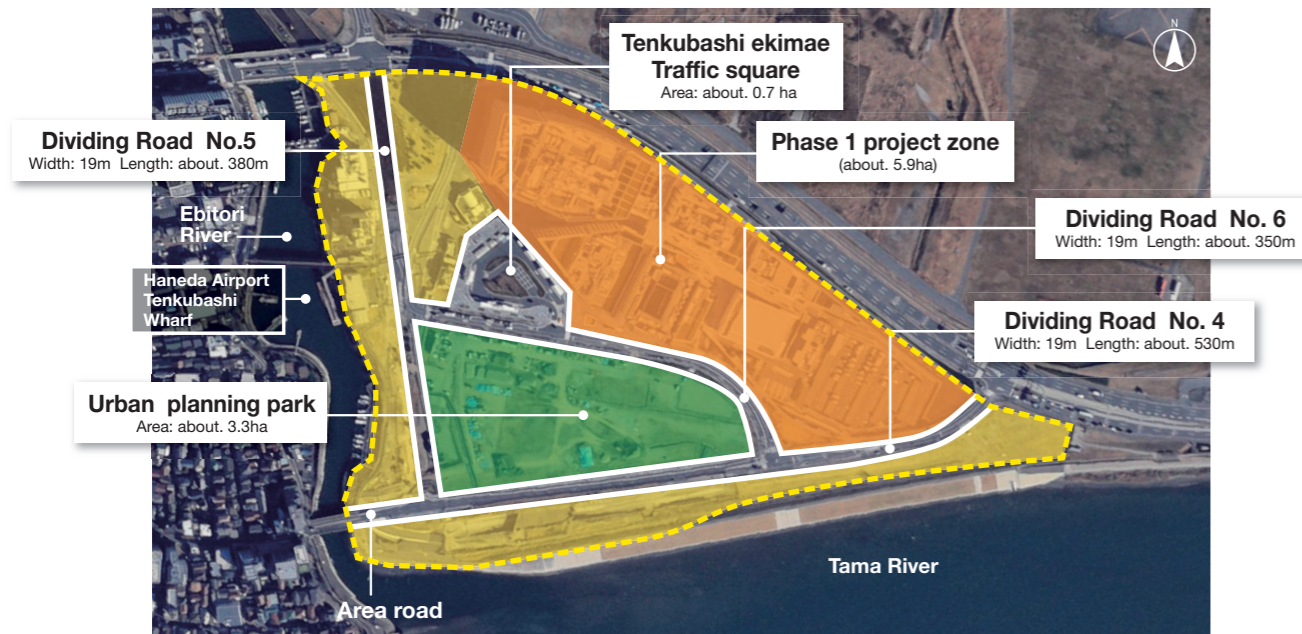 N
Tenkubashi ekimae
Traffic square
Area: about. 0.7 ha
Dividing Road No.5
Width: 19m Length: about. 380m
Phase 1 project zone
(about. 5.9ha)
Ebitori
River
Dividing Road No. 6
Width: 19m Length: about. 350m
Haneda Airport
Tenkubashi
Wharf
Dividing Road No. 4
Width: 19m Length: about. 530m
Urban planning park
Area: about. 3.3ha
Tama River
Area road